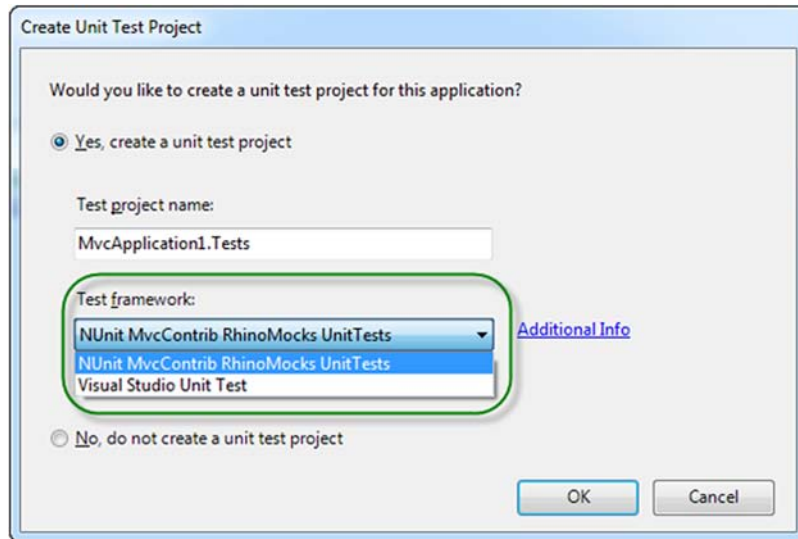 Create Unit Test Project
Would you like to create a unit test project for this application?
Yes, create a unit test project
Test project name:
MvcApplication1.Tests
Test framework:
NUnit MvcContrib RhinoMocks UnitTests
Additional Info
NUnit MvcContrib RhinoMocks UnitTests
Visual Studio Unit Test
No, do not create a unit test project
OK
Cancel